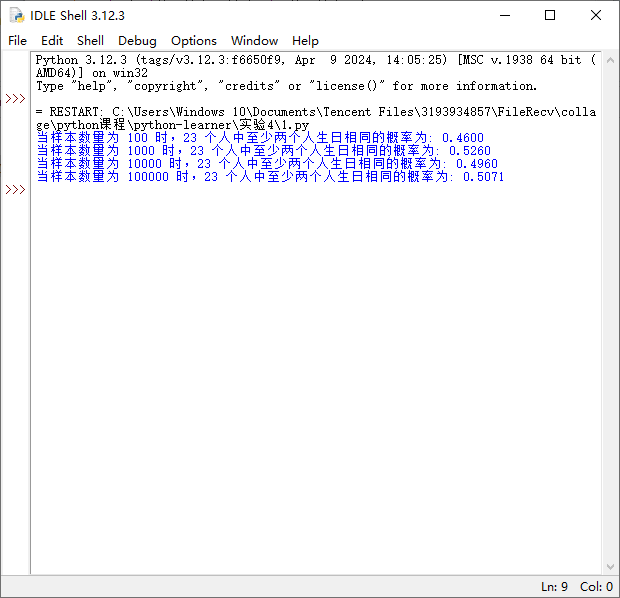 IDLE Shell 3.12.3
File Edit Shell Debug Options Window Help
Python 3.12.3 (tags/v3.12.3:f6650f9, Apr  9 2024, 14:05:25) [MSC v.1938 64 bit (
AMD64)] on win32
Type "help", "copyright", "credits" or "license()" for more information.
>>>
= RESTART: C:\Users\Windows 10\Documents\Tencent Files\3193934857\FileRecv\colla
ge\python课程\python-learner\实验4\1.py
当样本数量为 100 时，23 个人中至少两个人生日相同的概率为: 0.4600
当样本数量为 1000 时，23 个人中至少两个人生日相同的概率为: 0.5260
当样本数量为 10000 时，23 个人中至少两个人生日相同的概率为: 0.4960
当样本数量为 100000 时，23 个人中至少两个人生日相同的概率为: 0.5071
>>>
Ln: 9 Col: 0